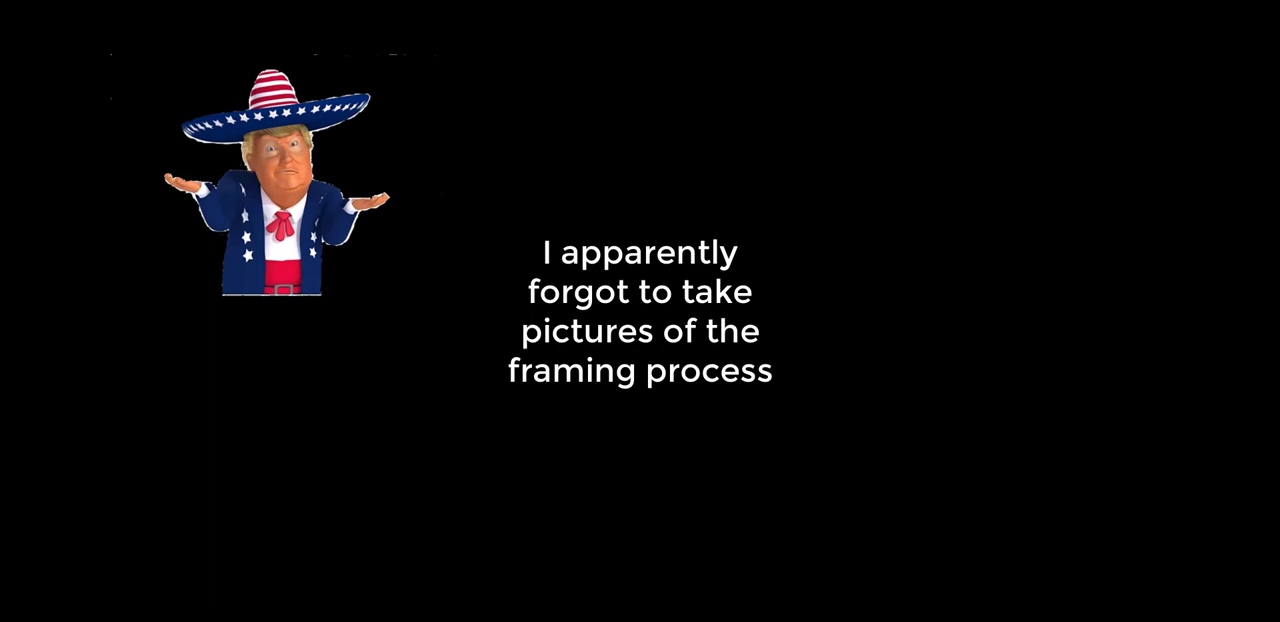 I apparently
forgot to take
pictures of the
framing process